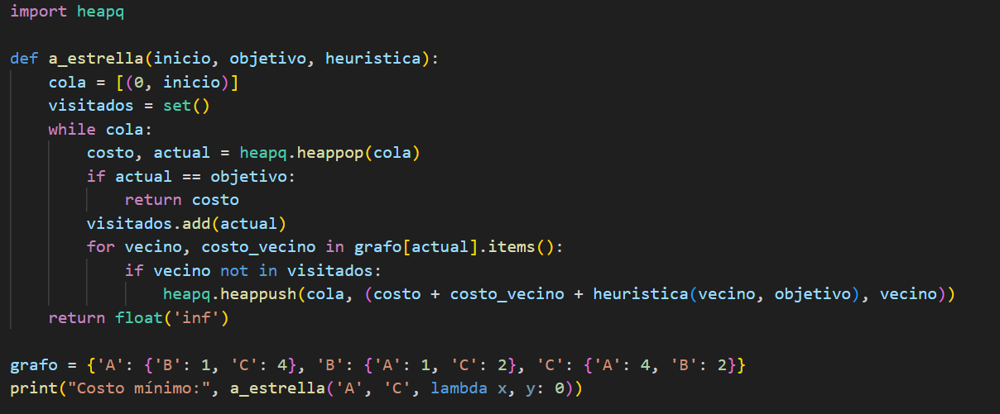 import heapq

def a_estrella(inicio, objetivo, heuristica):
    cola = [(0, inicio)]
    visitados = set()
    while cola:
        costo, actual = heapq.heappop(cola)
        if actual == objetivo:
            return costo
        visitados.add(actual)
        for vecino, costo_vecino in grafo[actual].items():
            if vecino not in visitados:
                heapq.heappush(cola, (costo + costo_vecino + heuristica(vecino, objetivo), vecino))
    return float('inf')

grafo = {'A': {'B': 1, 'C': 4}, 'B': {'A': 1, 'C': 2}, 'C': {'A': 4, 'B': 2}}
print("Costo mínimo:", a_estrella('A', 'C', lambda x, y: 0))